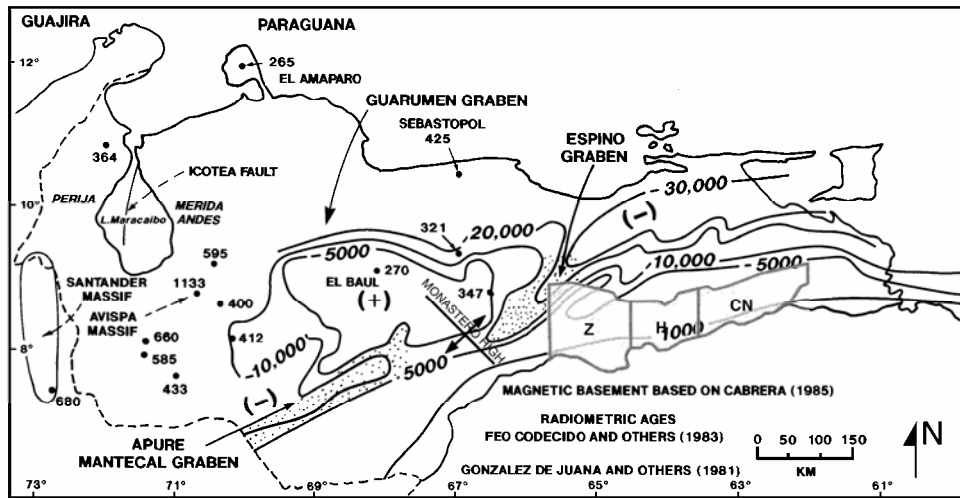 GUAJIRA
PARAGUANA
12°
265
EL AMAPARO
GUARUMEN GRABEN
SEBASTOPOL
425
ESPINO
GRABEN
364
ICOTEA FAULT
- 30,000
PERIJA
10°
L. Maracaibo
MERIDA
ANDES
(-)
321
- 20,000
- 5000
595
SANTANDER
MASSIF
1133
EL BAUL
270
(+)
-10,000
- 5000
AVISPA
MASSIF
400
347
MONASTERO HIGH
CN
Z
H
1000
660
412
8°
585
-10,000'
- 5000
433
(-)
680
MAGNETIC BASEMENT BASED ON CABRERA (1985)
APURE
MANTECAL GRABEN
RADIOMETRIC AGES
FEO CODECIDO AND OTHERS (1983)
0 50 100 150
KM
N
GONZALEZ DE JUANA AND OTHERS (1981)
73° 71° 69° 67° 65° 63° 61°